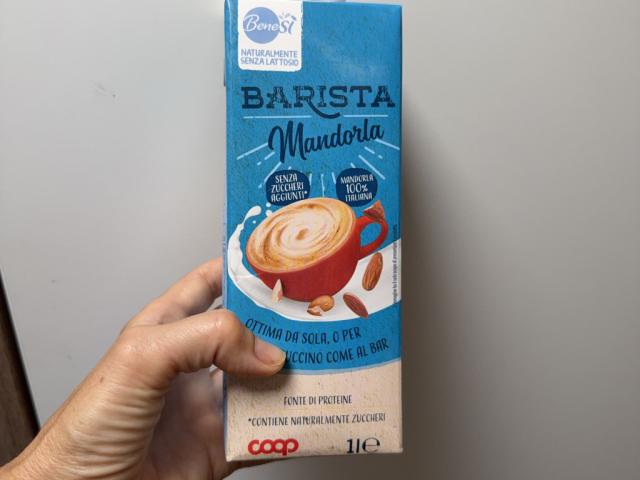 BeneSì
NATURALMENTE
SENZA LATTOSIO
BARISTA
Mandorla
SENZA
ZUCCHERI
AGGIUNTI*
MANDORLA
100%
ITALIANA
OTTIMA DA SOLA, O PER
UCCINO COME AL BAR
FONTE DI PROTEINE
*CONTIENE NATURALMENTE ZUCCHERI
coop
1l℮